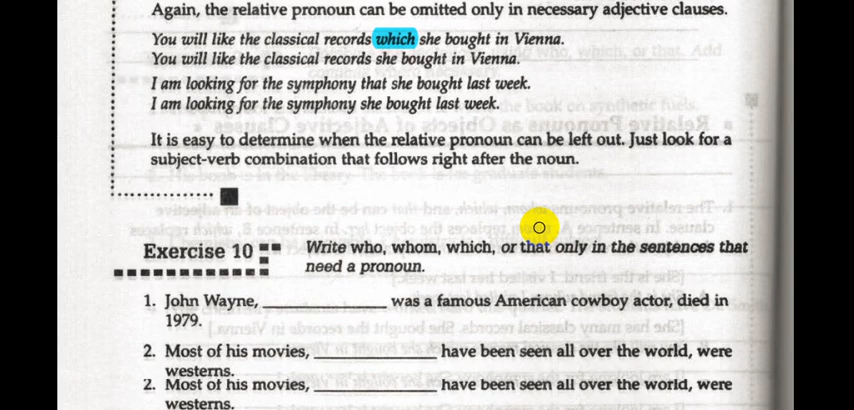 Again, the relative pronoun can be omitted only in necessary adjective clauses.
You will like the classical records which she bought in Vienna.
You will like the classical records she bought in Vienna.
I am looking for the symphony that she bought last week.
I am looking for the symphony she bought last week.
It is easy to determine when the relative pronoun can be left out. Just look for a
subject-verb combination that follows right after the noun.
Exercise 10
Write who, whom, which, or that only in the sentences that
need a pronoun.
1. John Wayne, ____________ was a famous American cowboy actor, died in
1979.
2. Most of his movies, ____________ have been seen all over the world, were
westerns.
2. Most of his movies, ____________ have been seen all over the world, were
westerns.